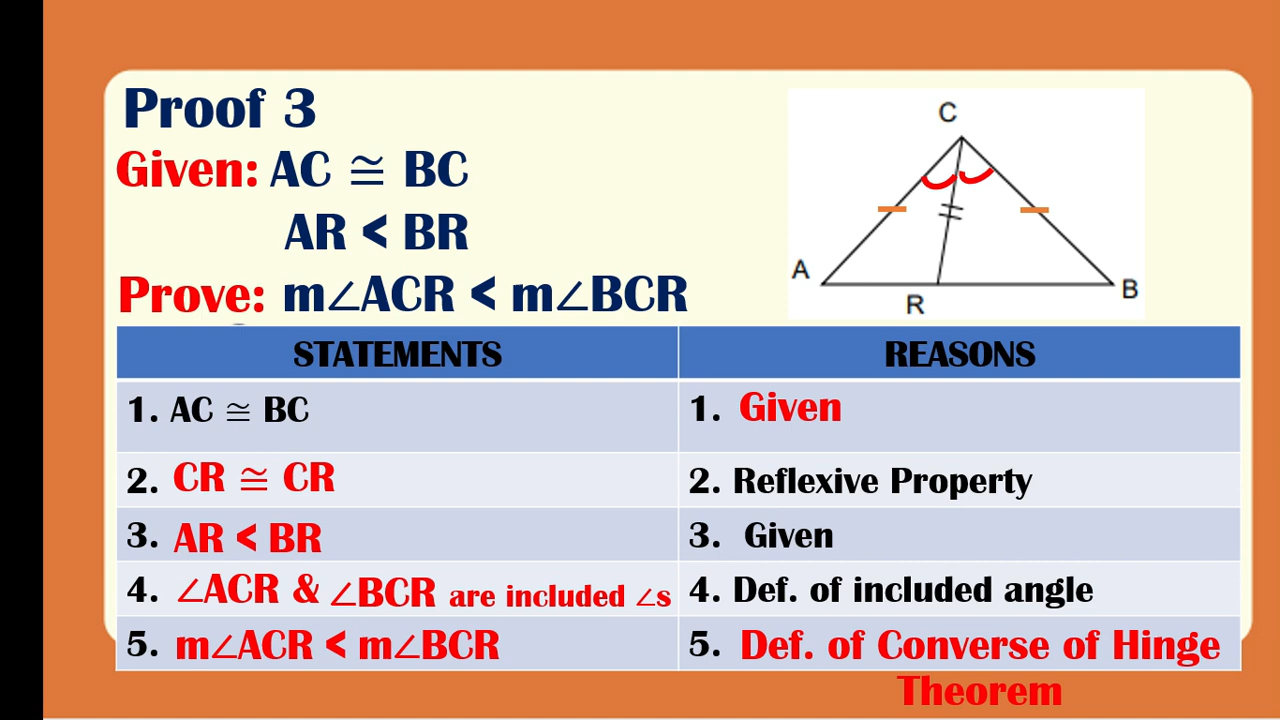 Proof 3
Given: AC ≅ BC
AR < BR
Prove: m∠ACR < m∠BCR
C
A
B
R
STATEMENTS REASONS
1. AC ≅ BC 1. Given
2. CR ≅ CR 2. Reflexive Property
3. AR < BR 3. Given
4. ∠ACR & ∠BCR are included ∠s 4. Def. of included angle
5. m∠ACR < m∠BCR 5. Def. of Converse of Hinge
Theorem